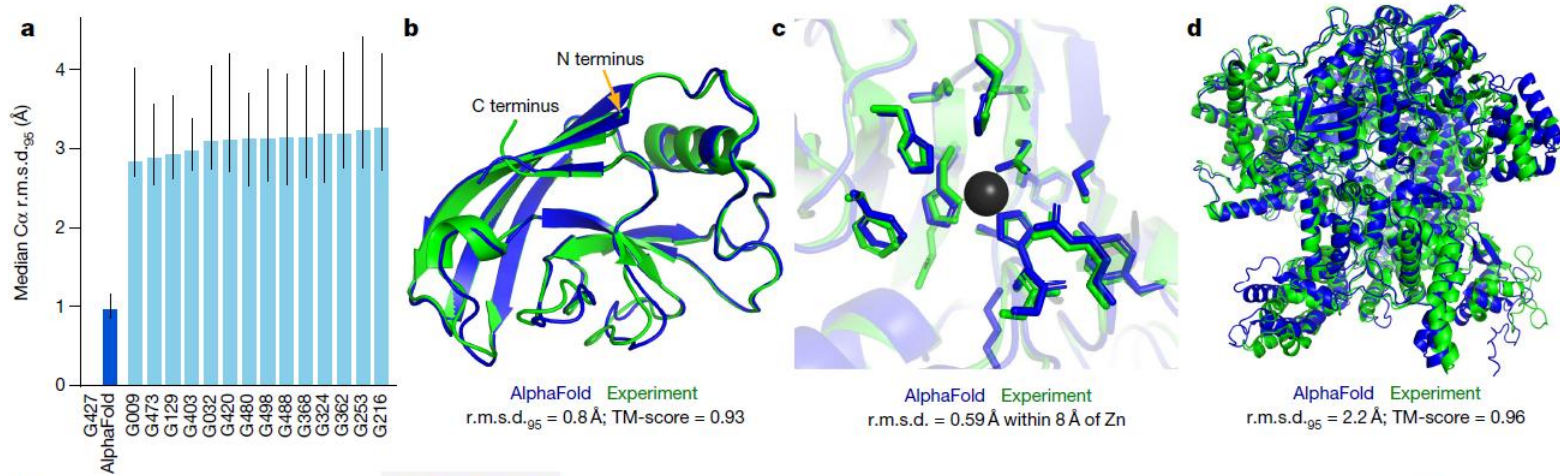 a
Median Cα r.m.s.d.95 (Å)
4
3
2
1
0
G427
AlphaFold
G009
G473
G129
G403
G032
G420
G480
G498
G488
G368
G324
G362
G253
G216
b
N terminus
C terminus
AlphaFold Experiment
r.m.s.d.95 = 0.8 Å; TM-score = 0.93
c
AlphaFold Experiment
r.m.s.d. = 0.59 Å within 8 Å of Zn
d
AlphaFold Experiment
r.m.s.d.95 = 2.2 Å; TM-score = 0.96